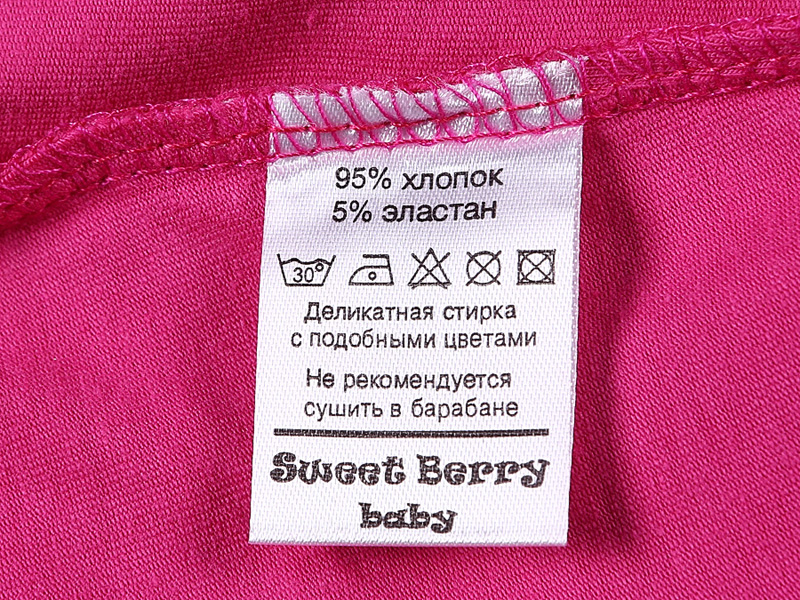 95% хлопок
5% эластан
30°
Деликатная стирка
с подобными цветами
Не рекомендуется
сушить в барабане
Sweet Berry
baby